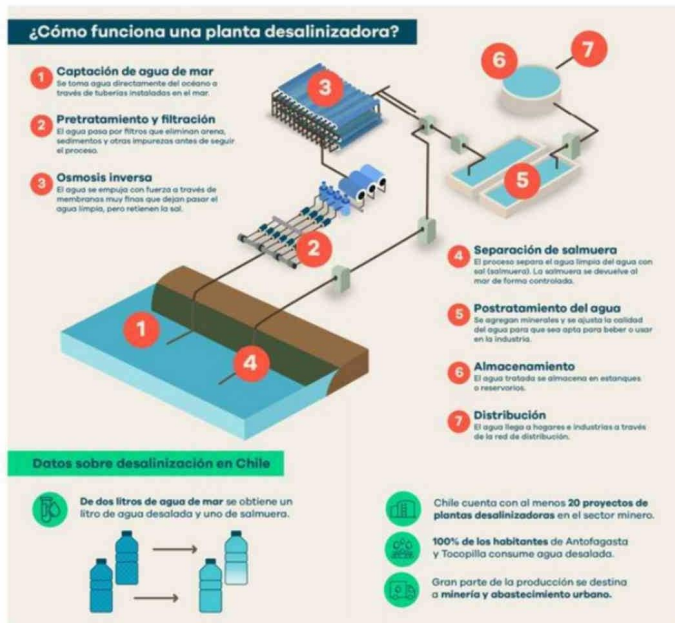 ¿Cómo funciona una planta desalinizadora?
1
Captación de agua de mar
Se toma agua directamente del océano a
través de tuberías instaladas en el mar.
2
Pretratamiento y filtración
El agua pasa por filtros que eliminan arena,
sedimentos y otras impurezas antes de seguir
el proceso.
3
Osmosis inversa
El agua se empuja con fuerza a través de
membranas muy finas que dejan pasar el
agua limpia, pero retienen la sal.
3
6
7
5
2
1
4
4
Separación de salmuera
El proceso separa el agua limpia del agua con
sal (salmuera). La salmuera se devuelve al
mar de forma controlada.
5
Postratamiento del agua
Se agregan minerales y se ajusta la calidad
del agua para que sea apta para beber o usar
en la industria.
6
Almacenamiento
El agua tratada se almacena en estanques
o reservorios.
7
Distribución
El agua llega a hogares e industrias a través
de la red de distribución.
Datos sobre desalinización en Chile
De dos litros de agua de mar se obtiene un
litro de agua desalada y uno de salmuera.
Chile cuenta con al menos 20 proyectos de
plantas desalinizadoras en el sector minero.
100% de los habitantes de Antofagasta
y Tocopilla consume agua desalada.
Gran parte de la producción se destina
a minería y abastecimiento urbano.